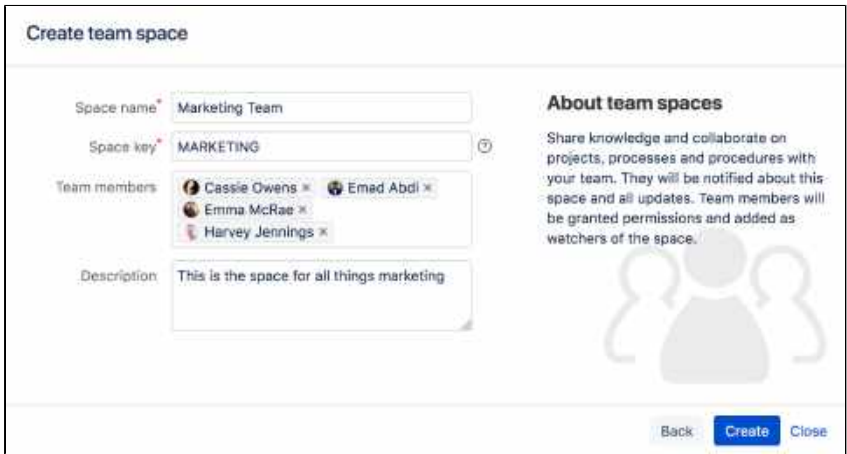 Create team space
Space name*
Marketing Team
Space key*
MARKETING
Team members
Cassie Owens × Emad Abdi ×
Emma McRae ×
Harvey Jennings ×
Description
This is the space for all things marketing
About team spaces
Share knowledge and collaborate on
projects, processes and procedures with
your team. They will be notified about this
space and all updates. Team members will
be granted permissions and added as
watchers of the space.
Back Create Close